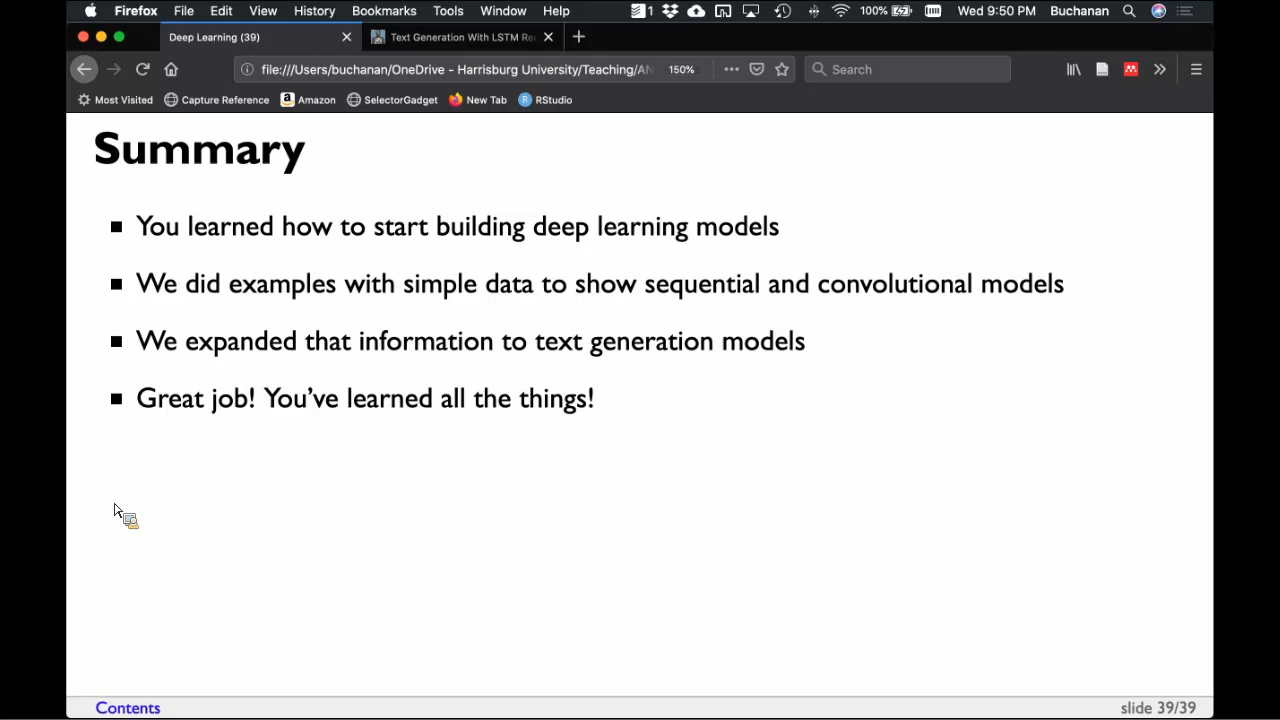 Firefox File Edit View History Bookmarks Tools Window Help 1 100% Wed 9:50 PM Buchanan
Deep Learning (39) Text Generation With LSTM Re
file:///Users/buchanan/OneDrive - Harrisburg University/Teaching/AN 150% Search
Most Visited Capture Reference Amazon SelectorGadget New Tab RStudio
Summary
You learned how to start building deep learning models
We did examples with simple data to show sequential and convolutional models
We expanded that information to text generation models
Great job! You've learned all the things!
Contents slide 39/39